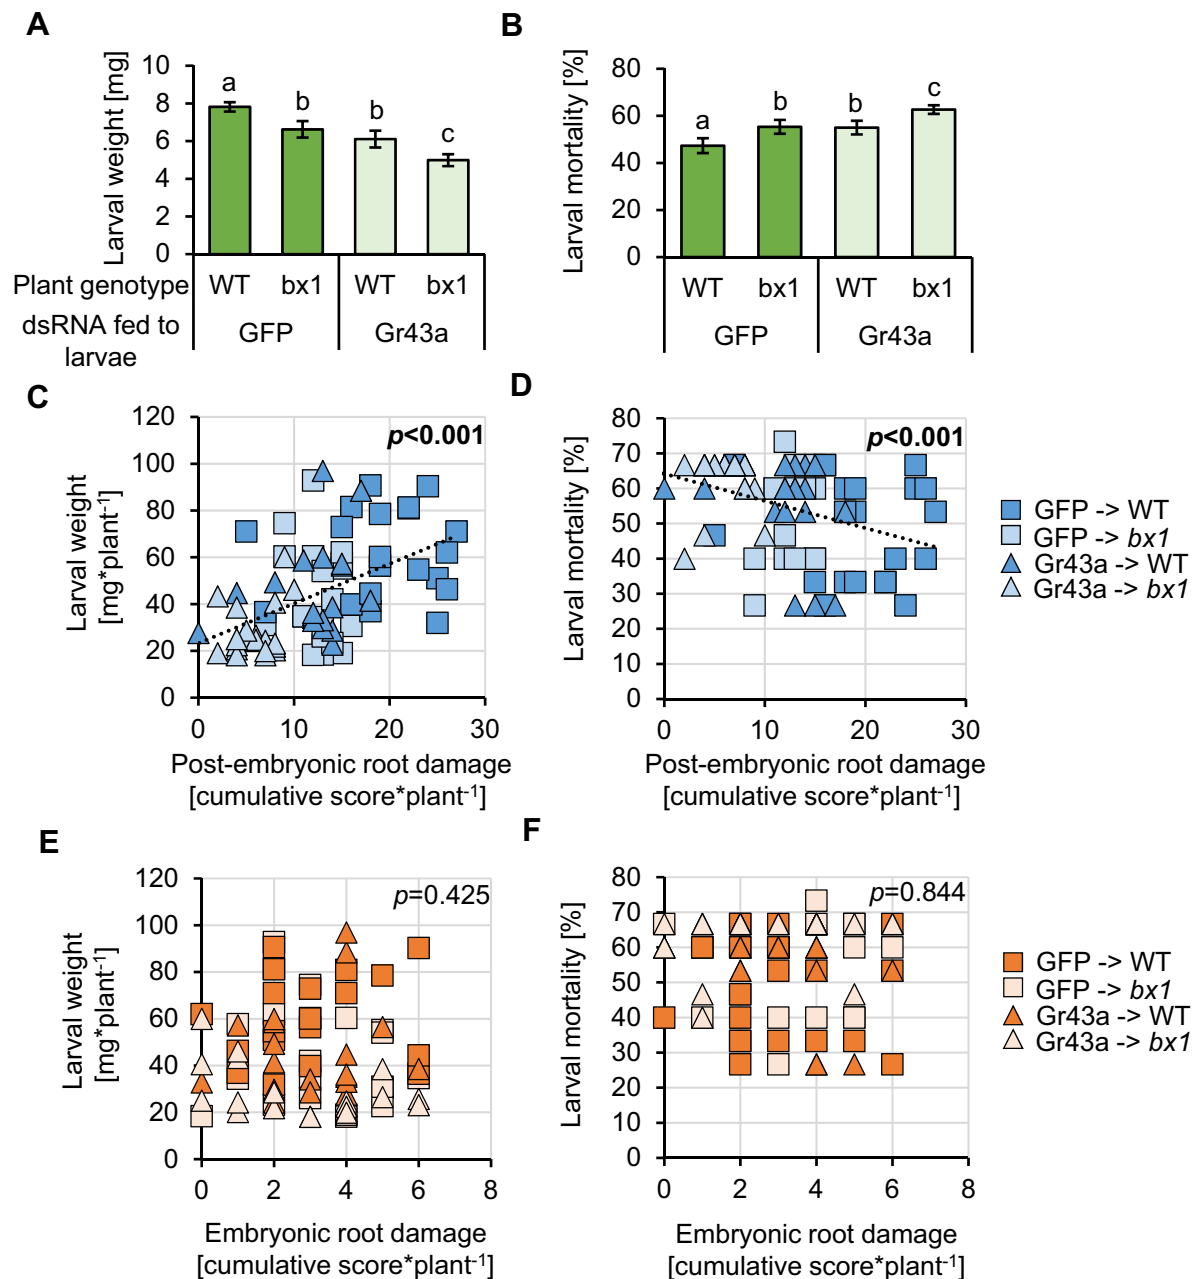 A
Larval weight [mg]
10
8
6
4
2
0
a
b
b
c
Plant genotype
WT
bx1
WT
bx1
dsRNA fed to
larvae
GFP
Gr43a
B
Larval mortality [%]
80
60
40
20
0
a
b
b
c
WT
bx1
WT
bx1
GFP
Gr43a
C
Larval weight
[mg*plant⁻¹]
120
100
80
60
40
20
0
p<0.001
0
10
20
30
Post-embryonic root damage
[cumulative score*plant⁻¹]
D
Larval mortality [%]
80
70
60
50
40
30
20
10
0
p<0.001
0
10
20
30
Post-embryonic root damage
[cumulative score*plant⁻¹]
GFP -> WT
GFP -> bx1
Gr43a -> WT
Gr43a -> bx1
E
Larval weight
[mg*plant⁻¹]
120
100
80
60
40
20
0
p=0.425
0
2
4
6
8
Embryonic root damage
[cumulative score*plant⁻¹]
F
Larval mortality [%]
80
70
60
50
40
30
20
10
0
p=0.844
0
2
4
6
8
Embryonic root damage
[cumulative score*plant⁻¹]
GFP -> WT
GFP -> bx1
Gr43a -> WT
Gr43a -> bx1